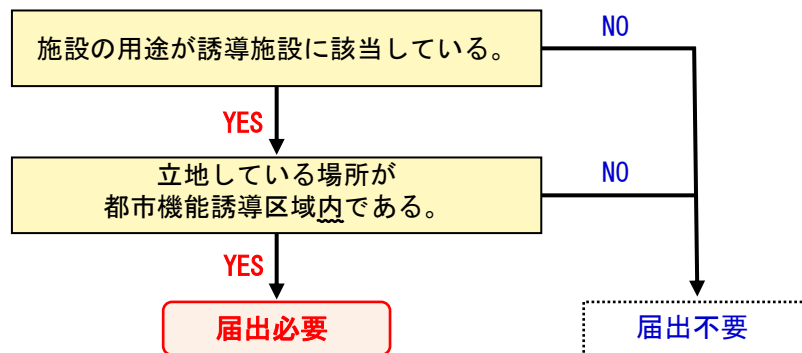 施設の用途が誘導施設に該当している。
NO
YES
立地している場所が
都市機能誘導区域内である。
NO
YES
届出必要
届出不要